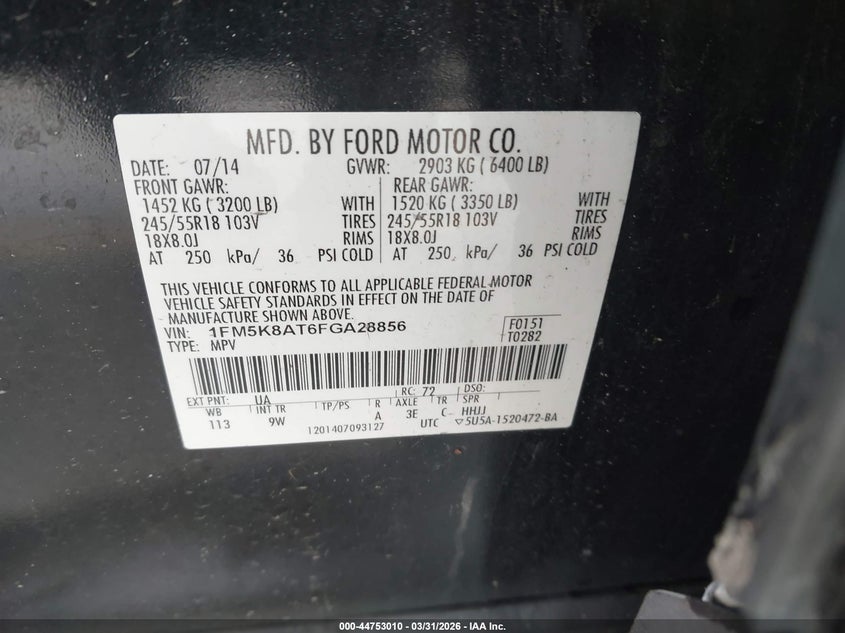 MFD. BY FORD MOTOR CO.
DATE: 07/14 GVWR: 2903 KG ( 6400 LB)
FRONT GAWR: REAR GAWR:
1452 KG ( 3200 LB) WITH 1520 KG ( 3350 LB) WITH
245/55R18 103V TIRES 245/55R18 103V TIRES
18X8.0J RIMS 18X8.0J RIMS
AT 250 kPa/ 36 PSI COLD AT 250 kPa/ 36 PSI COLD
THIS VEHICLE CONFORMS TO ALL APPLICABLE FEDERAL MOTOR
VEHICLE SAFETY STANDARDS IN EFFECT ON THE DATE OF
MANUFACTURE SHOWN ABOVE.
VIN: 1FM5K8AT6FGA28856 F0151
TYPE: MPV T0282
EXT PNT: UA RC: 72 DSO:
WB INT TR TP/PS R AXLE TR SPR
113 9W A 3E C HHJJ
1201407093127 UTC ▽5U5A-1520472-BA
000-44753010 - 03/31/2026 - IAA Inc.